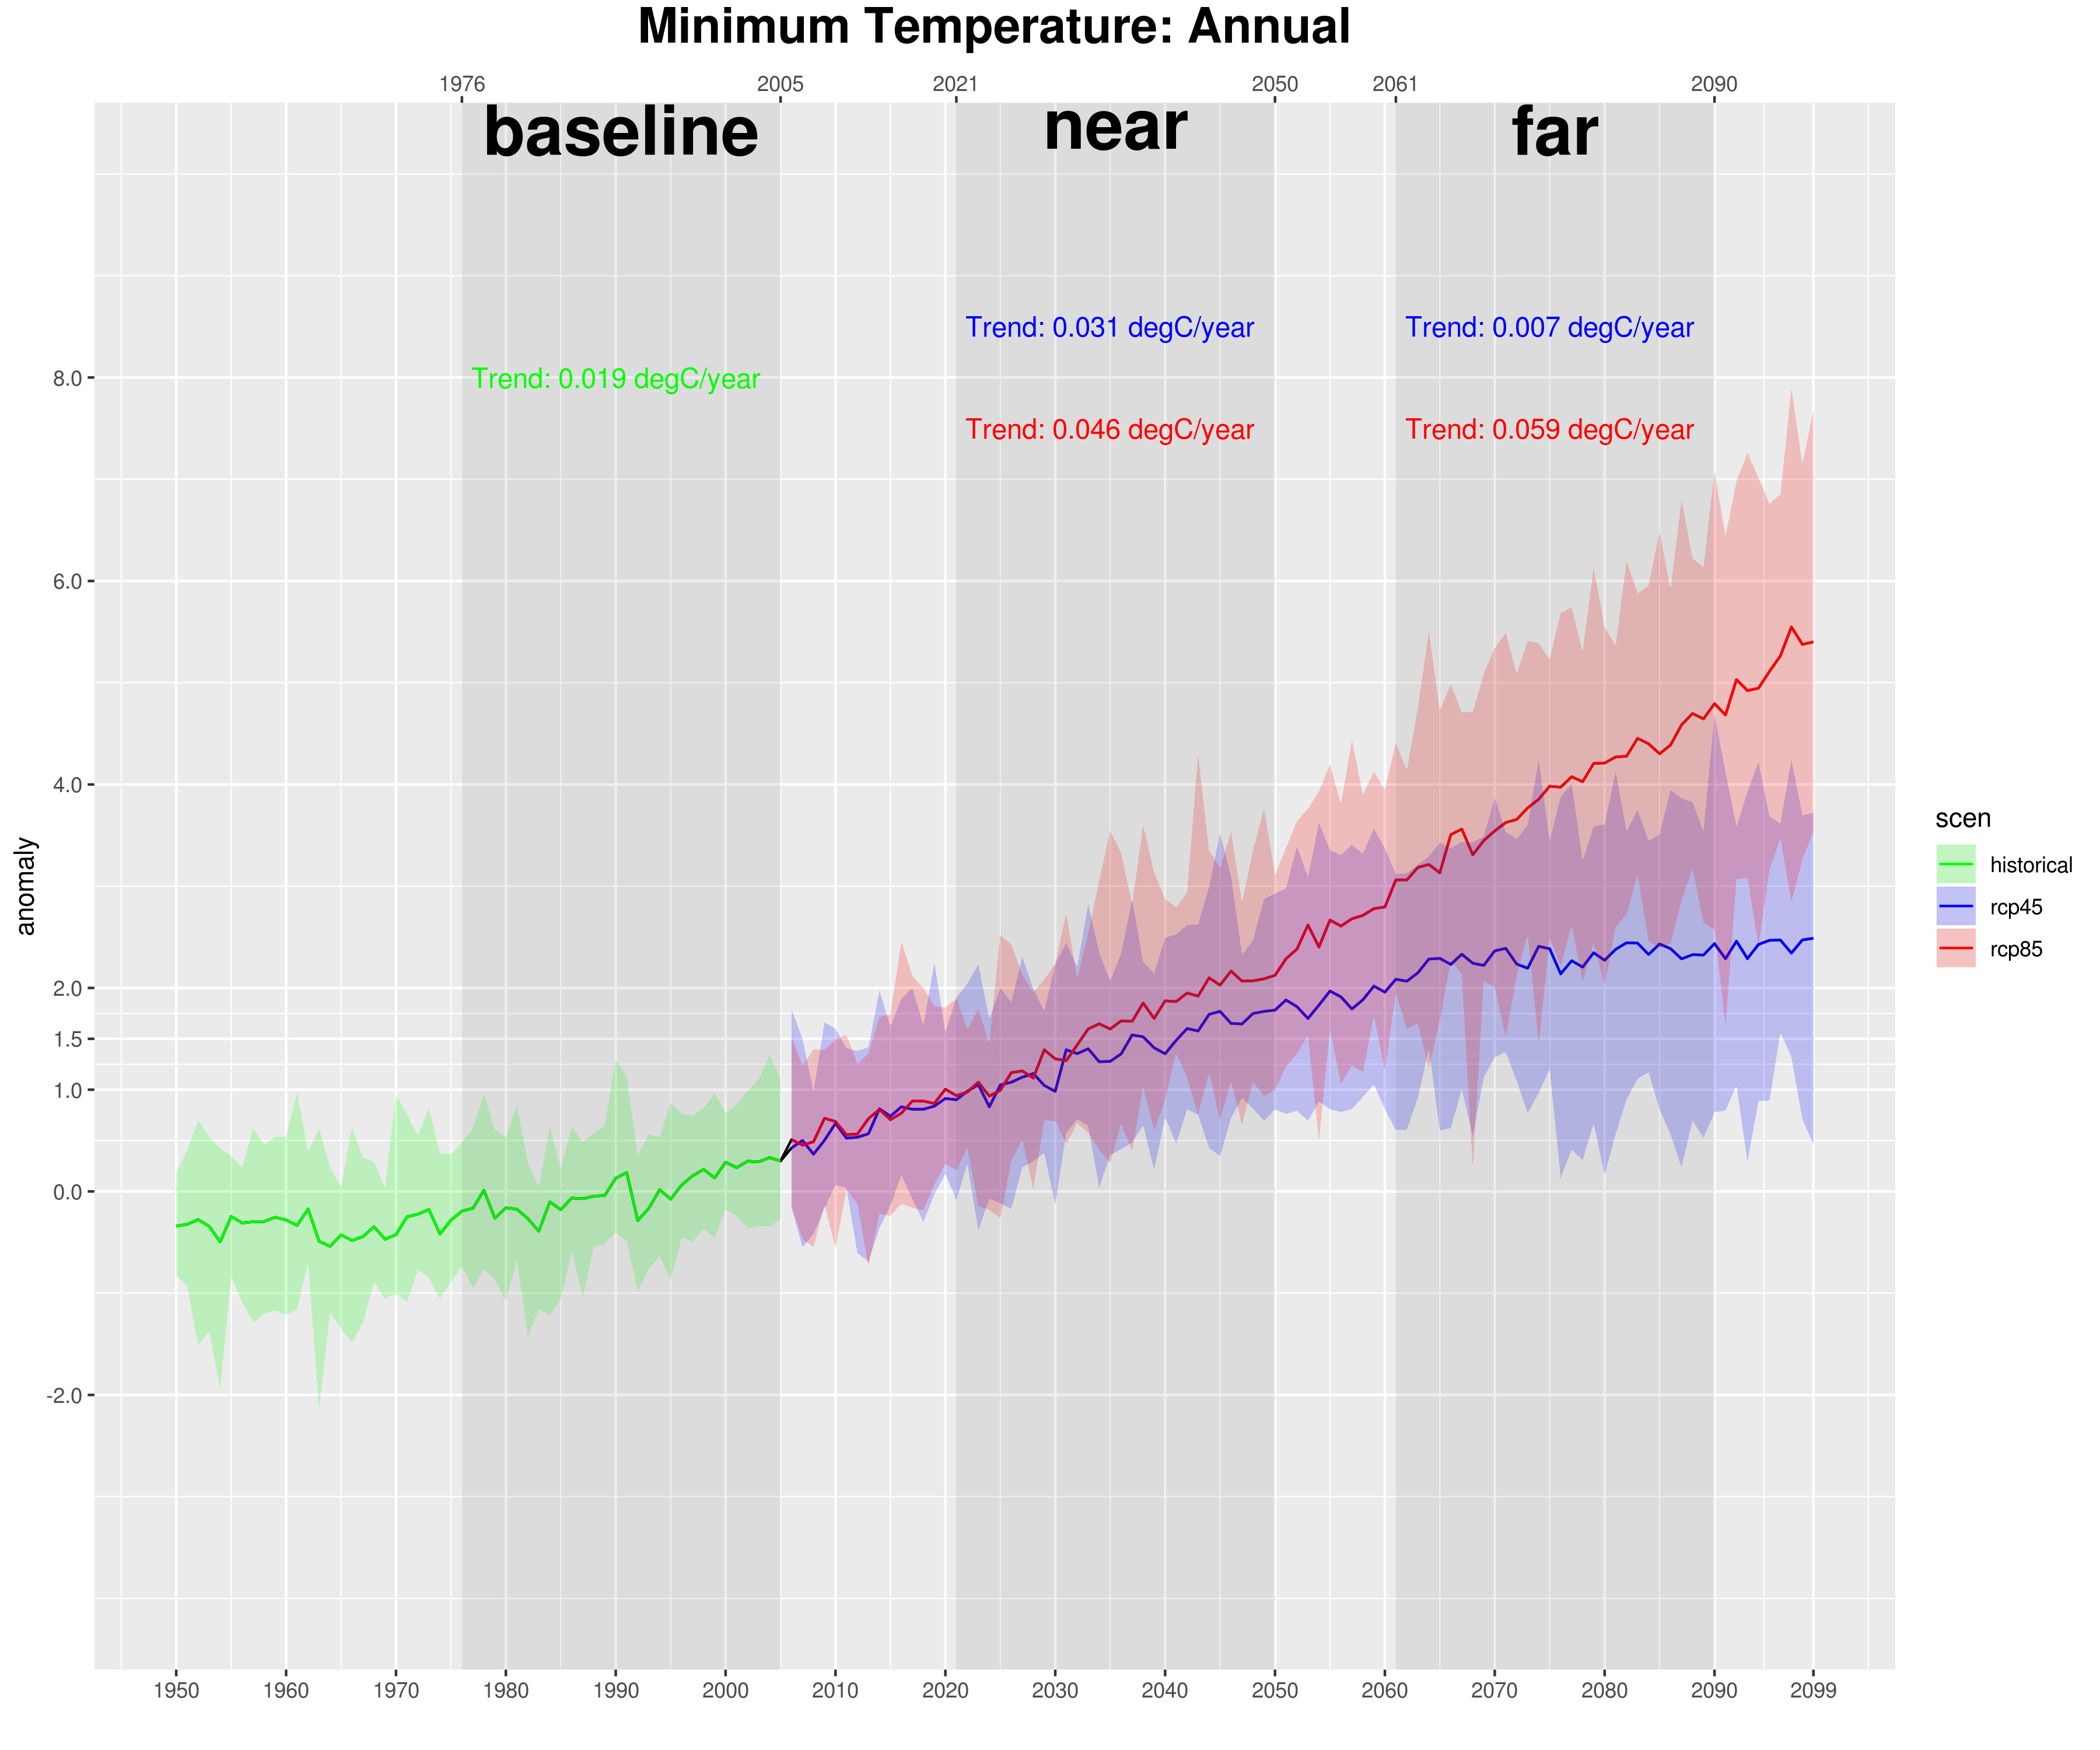 Minimum Temperature: Annual
1976 2005 2021 2050 2061 2090
baseline near far
Trend: 0.031 degC/year Trend: 0.007 degC/year
Trend: 0.019 degC/year
Trend: 0.046 degC/year Trend: 0.059 degC/year
8.0
6.0
4.0
2.0
1.5
1.0
0.0
-2.0
anomaly
scen
historical
rcp45
rcp85
1950 1960 1970 1980 1990 2000 2010 2020 2030 2040 2050 2060 2070 2080 2090 2099